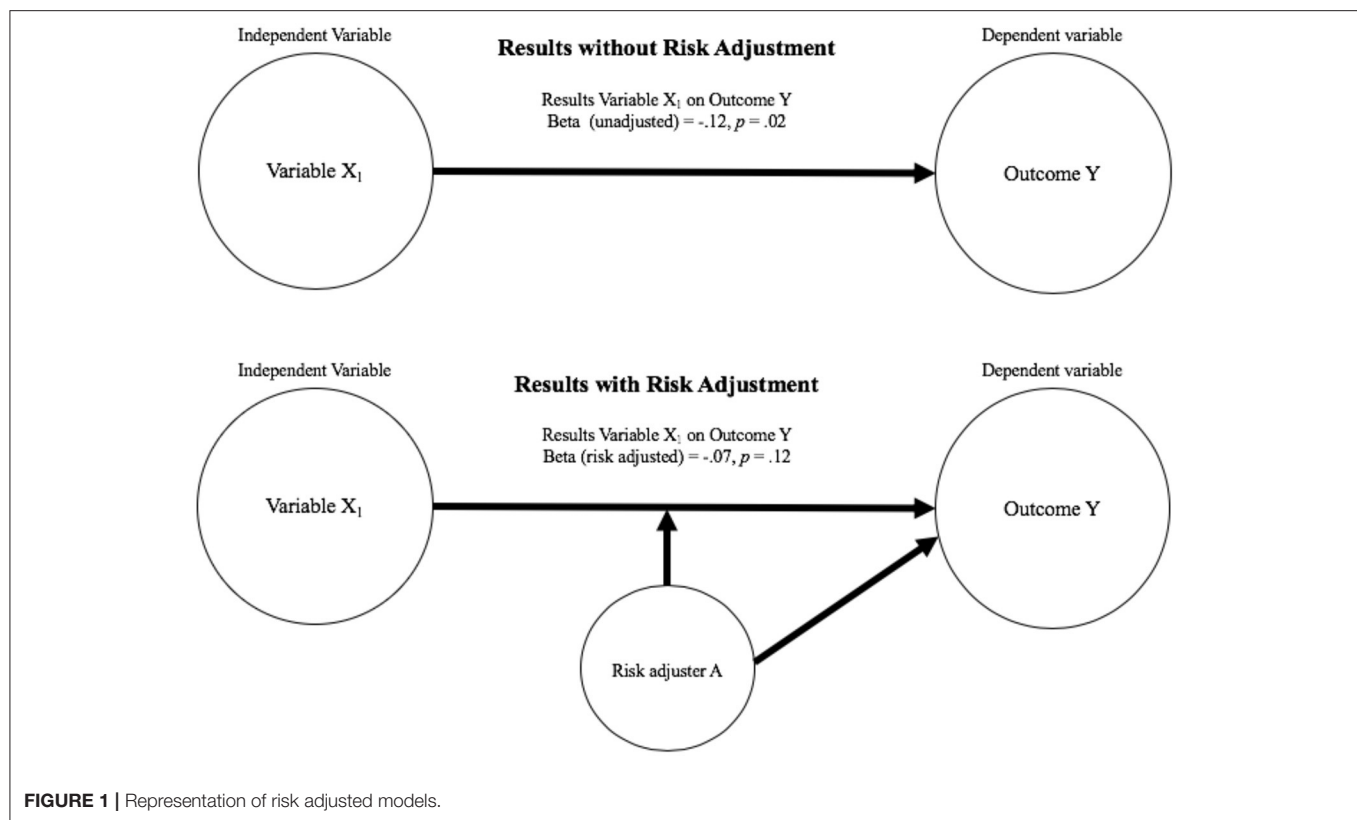 Independent Variable
Results without Risk Adjustment
Dependent variable
Results Variable X₁ on Outcome Y
Beta (unadjusted) = -.12, p = .02
Variable X₁
Outcome Y
Independent Variable
Results with Risk Adjustment
Dependent variable
Results Variable X₁ on Outcome Y
Beta (risk adjusted) = -.07, p = .12
Variable X₁
Outcome Y
Risk adjuster A
FIGURE 1 | Representation of risk adjusted models.